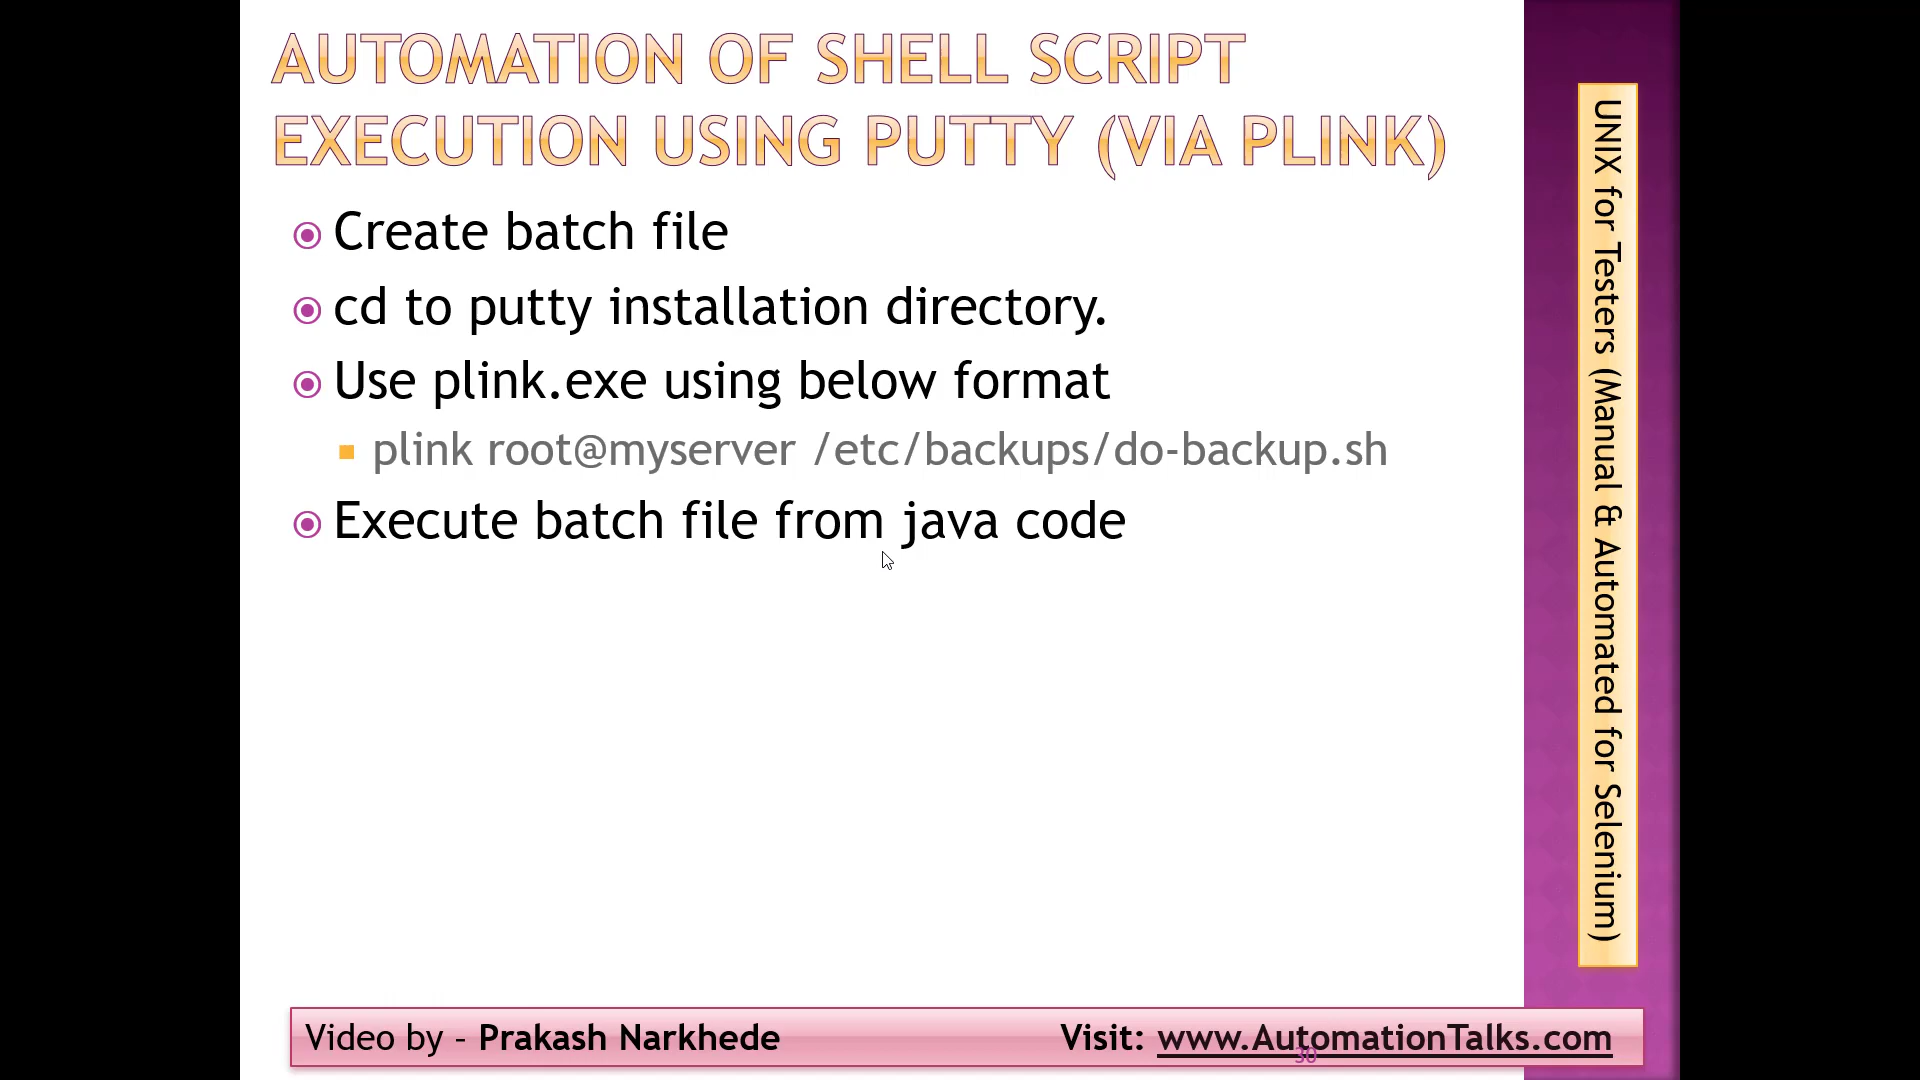 AUTOMATION OF SHELL SCRIPT
EXECUTION USING PUTTY (VIA PLINK)
Create batch file
cd to putty installation directory.
Use plink.exe using below format
plink root@myserver /etc/backups/do-backup.sh
Execute batch file from java code
UNIX for Testers (Manual & Automated for Selenium)
Video by – Prakash Narkhede
Visit: www.AutomationTalks.com
30